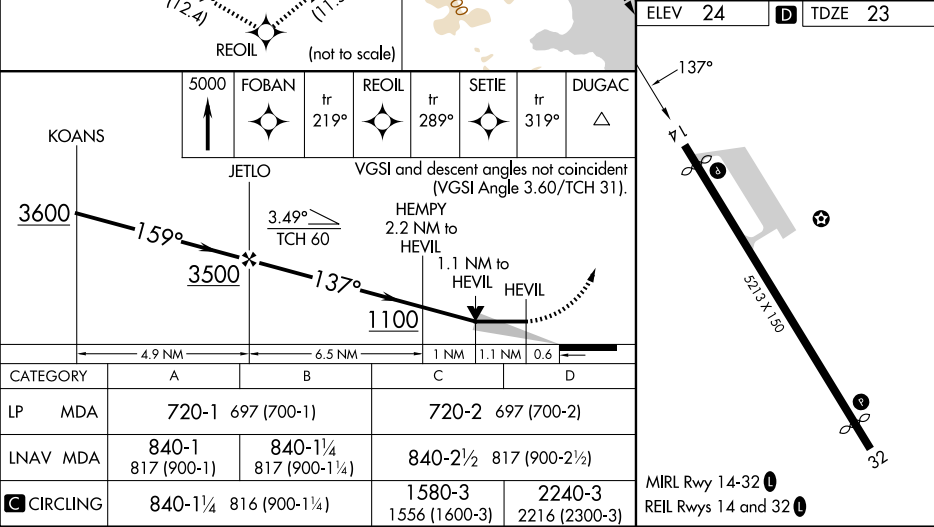 (12.4)
(11.
REOIL
(not to scale)
00
ELEV 24
D
TDZE 23
5000
FOBAN
tr
219°
REOIL
tr
289°
SETIE
tr
319°
DUGAC
KOANS
JETLO
VGSI and descent angles not coincident
(VGSI Angle 3.60/TCH 31).
3600
159°
3500
3.49°
TCH 60
137°
HEMPY
2.2 NM to
HEVIL
1.1 NM to
HEVIL
HEVIL
1100
4.9 NM
6.5 NM
1 NM
1.1 NM
0.6
CATEGORY A B C D
LP MDA 720-1 697 (700-1) 720-2 697 (700-2)
LNAV MDA 840-1 817 (900-1) 840-1¼ 817 (900-1¼) 840-2½ 817 (900-2½)
C CIRCLING 840-1¼ 816 (900-1¼) 1580-3 1556 (1600-3) 2240-3 2216 (2300-3)
137°
14
P
5213 X 150
P
32
MIRL Rwy 14-32 L
REIL Rwys 14 and 32 L